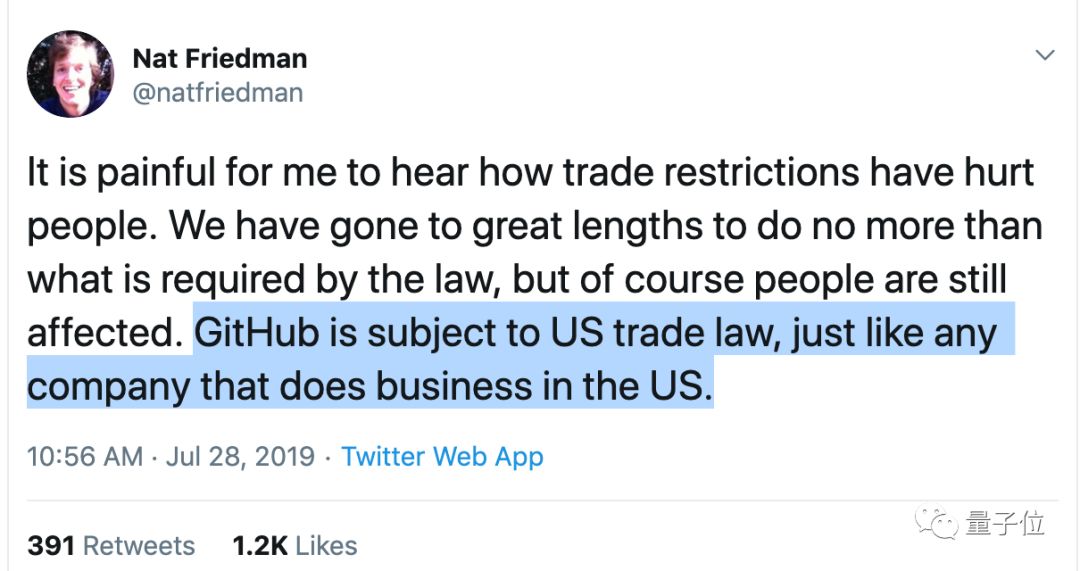 Nat Friedman
@natfriedman
It is painful for me to hear how trade restrictions have hurt
people. We have gone to great lengths to do no more than
what is required by the law, but of course people are still
affected. GitHub is subject to US trade law, just like any
company that does business in the US.
10:56 AM · Jul 28, 2019 · Twitter Web App
量子位
391 Retweets 1.2K Likes